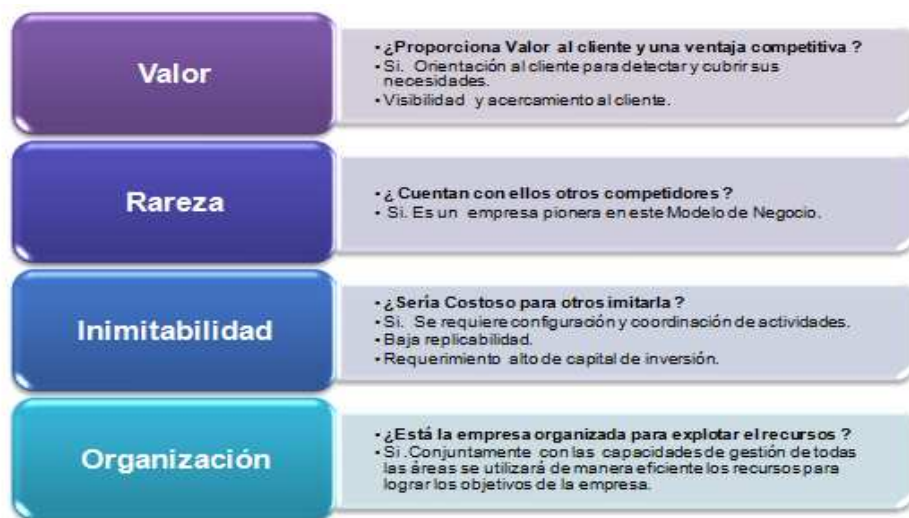 Valor
• ¿Proporciona Valor al cliente y una ventaja competitiva ?
• Si. Orientación al cliente para detectar y cubrir sus
necesidades.
• Visibilidad y acercamiento al cliente.
Rareza
• ¿ Cuentan con ellos otros competidores ?
• Si. Es un empresa pionera en este Modelo de Negocio.
Inimitabilidad
• ¿Sería Costoso para otros imitarla ?
• Si. Se requiere configuración y coordinación de actividades.
• Baja replicabilidad.
• Requerimiento alto de capital de inversión.
Organización
• ¿Está la empresa organizada para explotar el recursos ?
• Si .Conjuntamente con las capacidades de gestión de todas
las áreas se utilizará de manera eficiente los recursos para
lograr los objetivos de la empresa.